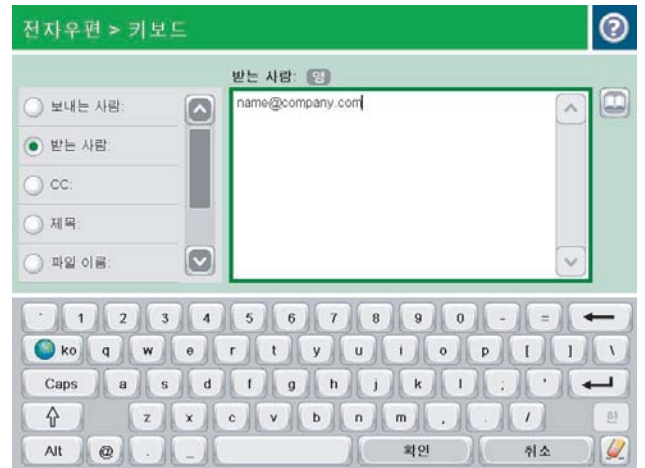 전자우편 > 키보드
?
받는 사람: 영
보내는 사람:
name@company.com
받는 사람:
CC:
제목:
파일 이름:
` 1 2 3 4 5 6 7 8 9 0 - =
ko q w e r t y u i o p [ ] \
Caps a s d f g h j k l ; '
z x c v b n m , . / 한
Alt @ . _ 확인 취소